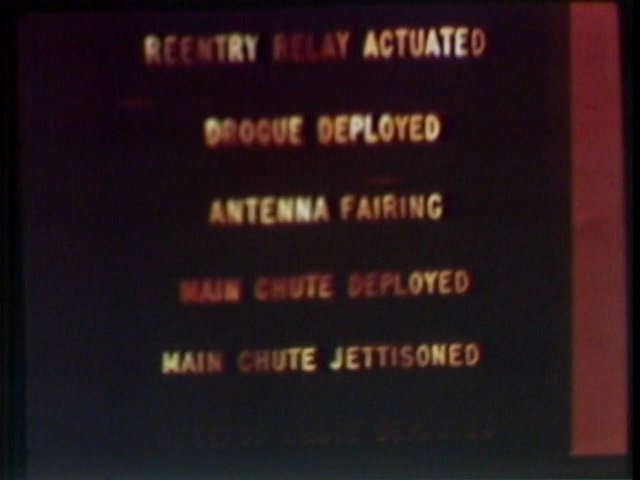 REENTRY RELAY ACTUATED
DROGUE DEPLOYED
ANTENNA FAIRING
MAIN CHUTE DEPLOYED
MAIN CHUTE JETTISONED